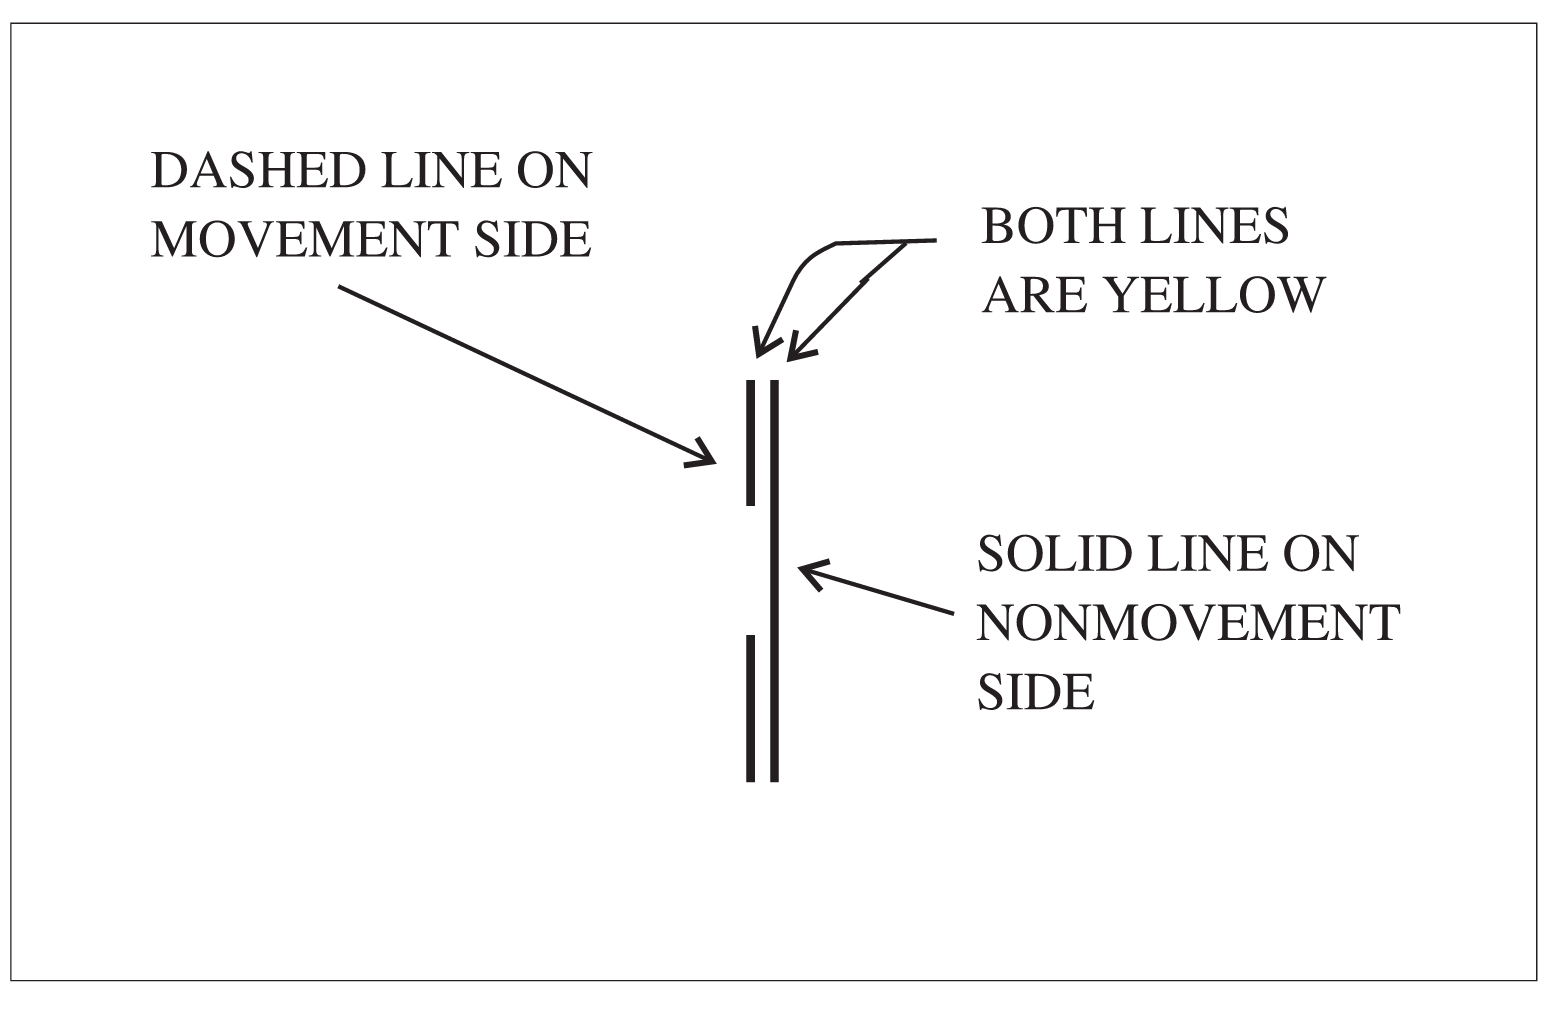 DASHED LINE ON
MOVEMENT SIDE
BOTH LINES
ARE YELLOW
SOLID LINE ON
NONMOVEMENT
SIDE